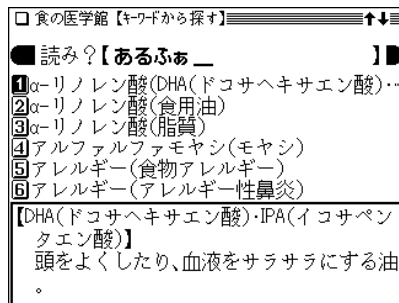 食の医学館【キーワードから探す】 ↑↓
読み?【あるふぁ_ 】
1 α-リノレン酸(DHA(ドコサヘキサエン酸)・…
2 α-リノレン酸(食用油)
3 α-リノレン酸(脂質)
4 アルファルファモヤシ(モヤシ)
5 アレルギー(食物アレルギー)
6 アレルギー(アレルギー性鼻炎)
【DHA(ドコサヘキサエン酸)・IPA(イコサペン
タエン酸)】
頭をよくしたり、血液をサラサラにする油
。